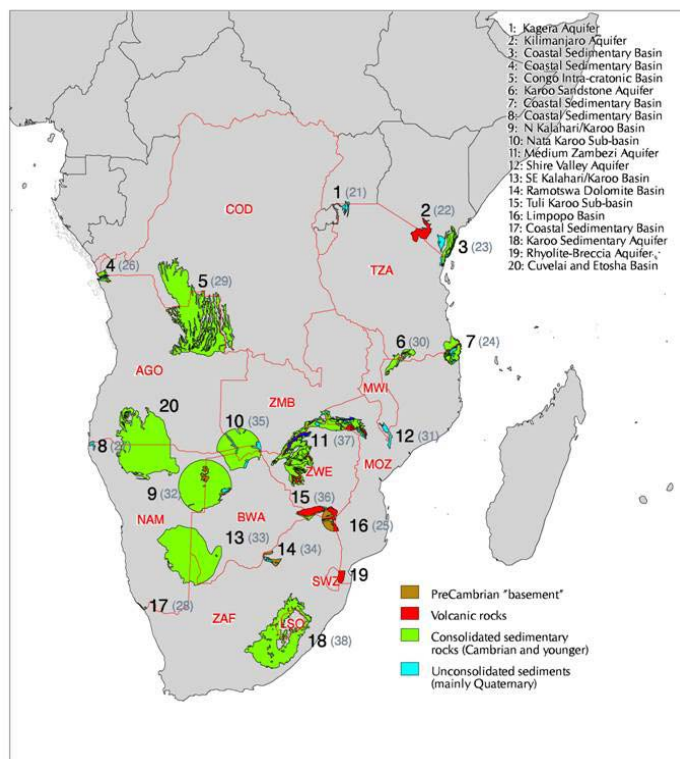 1: Kagera Aquifer
2: Kilimanjaro Aquifer
3: Coastal Sedimentary Basin
4: Coastal Sedimentary Basin
5: Congo Intra-cratonic Basin
6: Karoo Sandstone Aquifer
7: Coastal Sedimentary Basin
8: Coastal Sedimentary Basin
9: N Kalahari/Karoo Basin
10: Nata Karoo Sub-basin
11: Medium Zambezi Aquifer
12: Shire Valley Aquifer
13: SE Kalahari/Karoo Basin
14: Ramotswa Dolomite Basin
15: Tuli Karoo Sub-basin
16: Limpopo Basin
17: Coastal Sedimentary Basin
18: Karoo Sedimentary Aquifer
19: Rhyolite-Breccia Aquifer
20: Cuvelai and Etosha Basin
1 (21)
2 (22)
COD
3 (23)
4 (26)
5 (29)
TZA
6 (30)
7 (24)
AGO
MWI
20
ZMB
10 (35)
8
11 (37)
12 (31)
ZWE
MOZ
9 (32)
15 (36)
NAM
BWA
16 (25)
13 (33)
14 (34)
SWZ
19
17 (28)
ZAF
LSO
18 (38)
PreCambrian "basement"
Volcanic rocks
Consolidated sedimentary
rocks (Cambrian and younger)
Unconsolidated sediments
(mainly Quaternary)